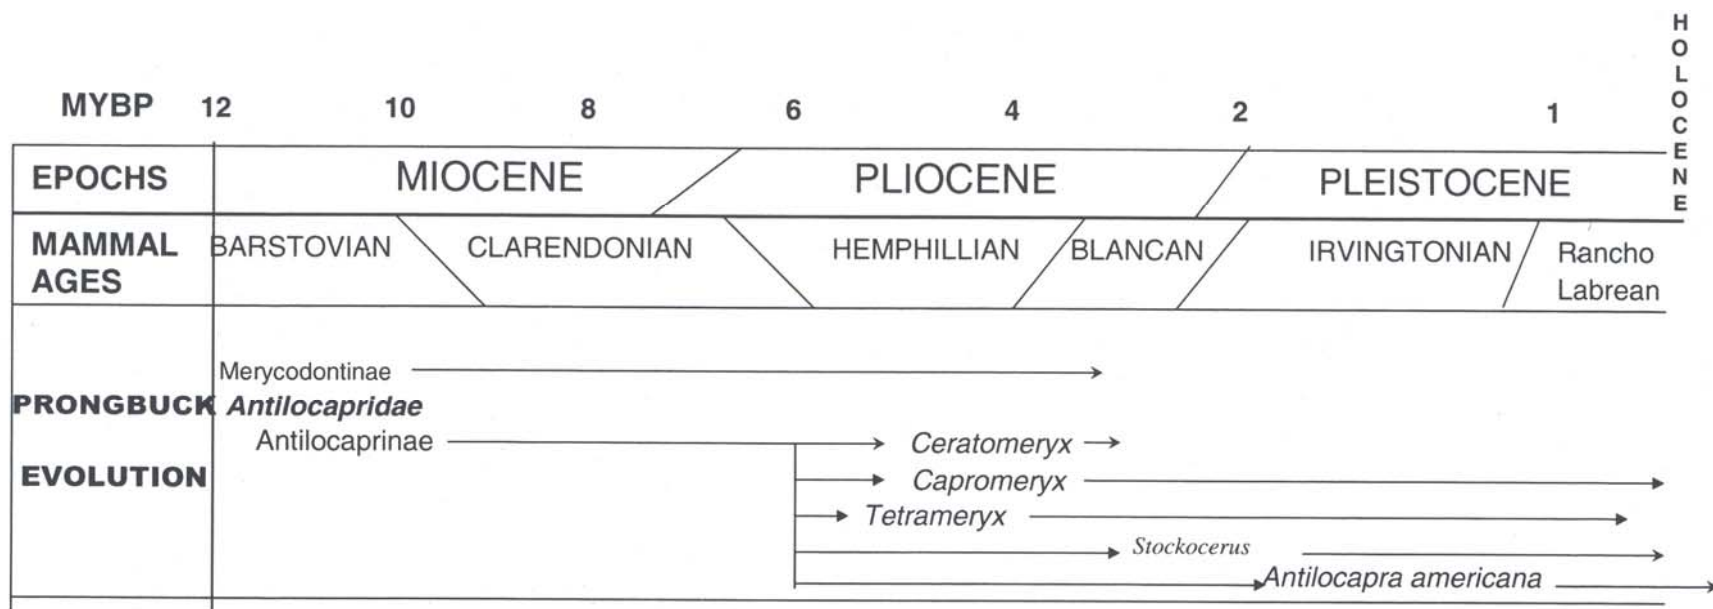 HOLOCENE
MYBP 12 10 8 6 4 2 1
EPOCHS MIOCENE PLIOCENE PLEISTOCENE
MAMMAL AGES BARSTOVIAN CLARENDONIAN HEMPHILLIAN BLANCAN IRVINGTONIAN Rancho Labrean
Merycodontinae
PRONGBUCK Antilocapridae
Antilocaprinae Ceratomeryx
EVOLUTION Capromeryx
Tetrameryx
Stockocerus
Antilocapra americana